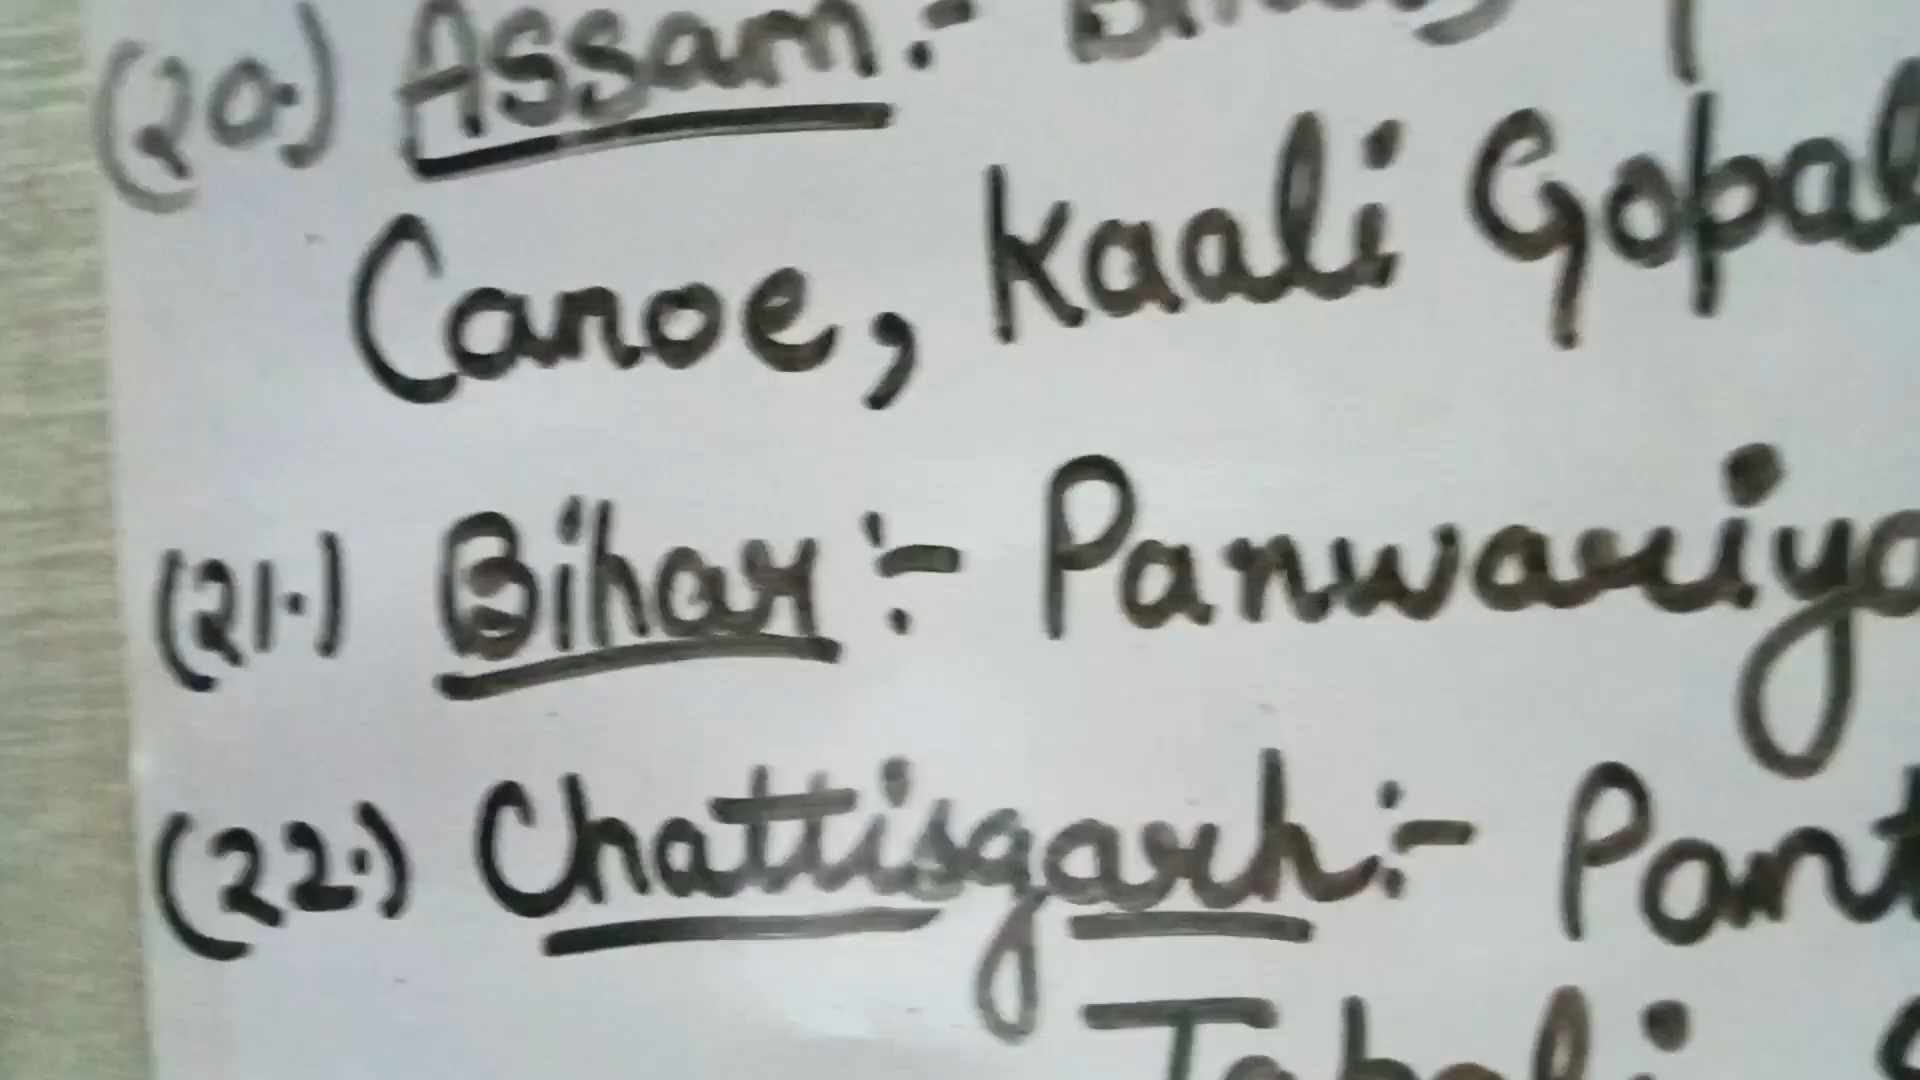 (20.) Assam :-
Canoe, Kaali Gopal
(21.) Bihar :- Panwariya
(22.) Chattisgarh :- Pant